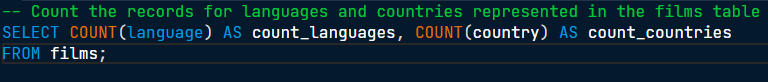 -- Count the records for languages and countries represented in the films table
SELECT COUNT(language) AS count_languages, COUNT(country) AS count_countries
FROM films;